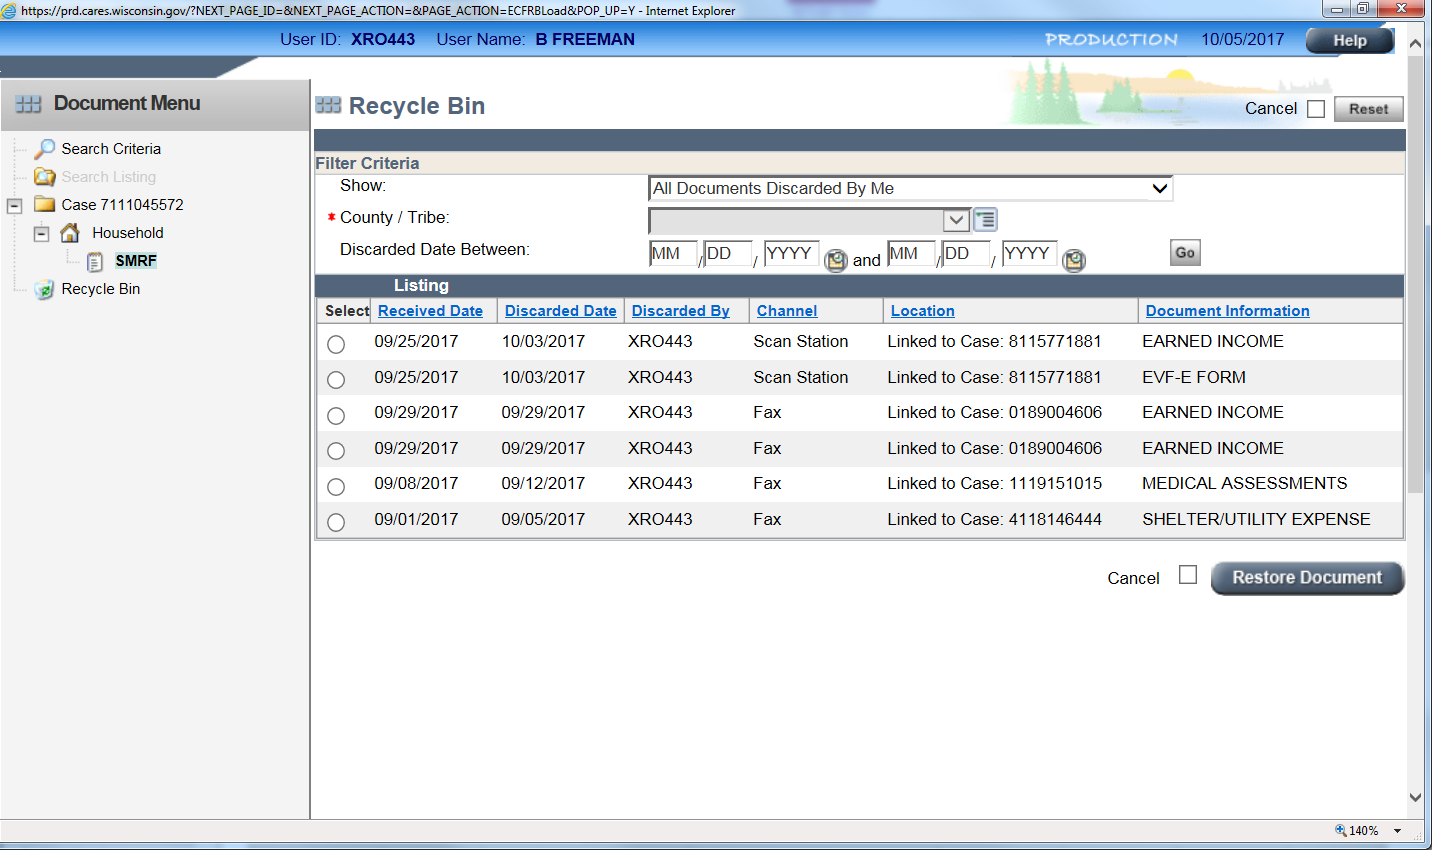 https://prd.cares.wisconsin.gov/?NEXT_PAGE_ID=&NEXT_PAGE_ACTION=&PAGE_ACTION=ECFRBLoad&POP_UP=Y - Internet Explorer
User ID: XRO443 User Name: B FREEMAN PRODUCTION 10/05/2017 Help
Document Menu
Search Criteria
Search Listing
Case 7111045572
Household
SMRF
Recycle Bin
Recycle Bin
Cancel Reset
Filter Criteria
Show: All Documents Discarded By Me
* County / Tribe:
Discarded Date Between: MM / DD / YYYY and MM / DD / YYYY Go
Listing
Select Received Date Discarded Date Discarded By Channel Location Document Information
09/25/2017 10/03/2017 XRO443 Scan Station Linked to Case: 8115771881 EARNED INCOME
09/25/2017 10/03/2017 XRO443 Scan Station Linked to Case: 8115771881 EVF-E FORM
09/29/2017 09/29/2017 XRO443 Fax Linked to Case: 0189004606 EARNED INCOME
09/29/2017 09/29/2017 XRO443 Fax Linked to Case: 0189004606 EARNED INCOME
09/08/2017 09/12/2017 XRO443 Fax Linked to Case: 1119151015 MEDICAL ASSESSMENTS
09/01/2017 09/05/2017 XRO443 Fax Linked to Case: 4118146444 SHELTER/UTILITY EXPENSE
Cancel Restore Document
140%